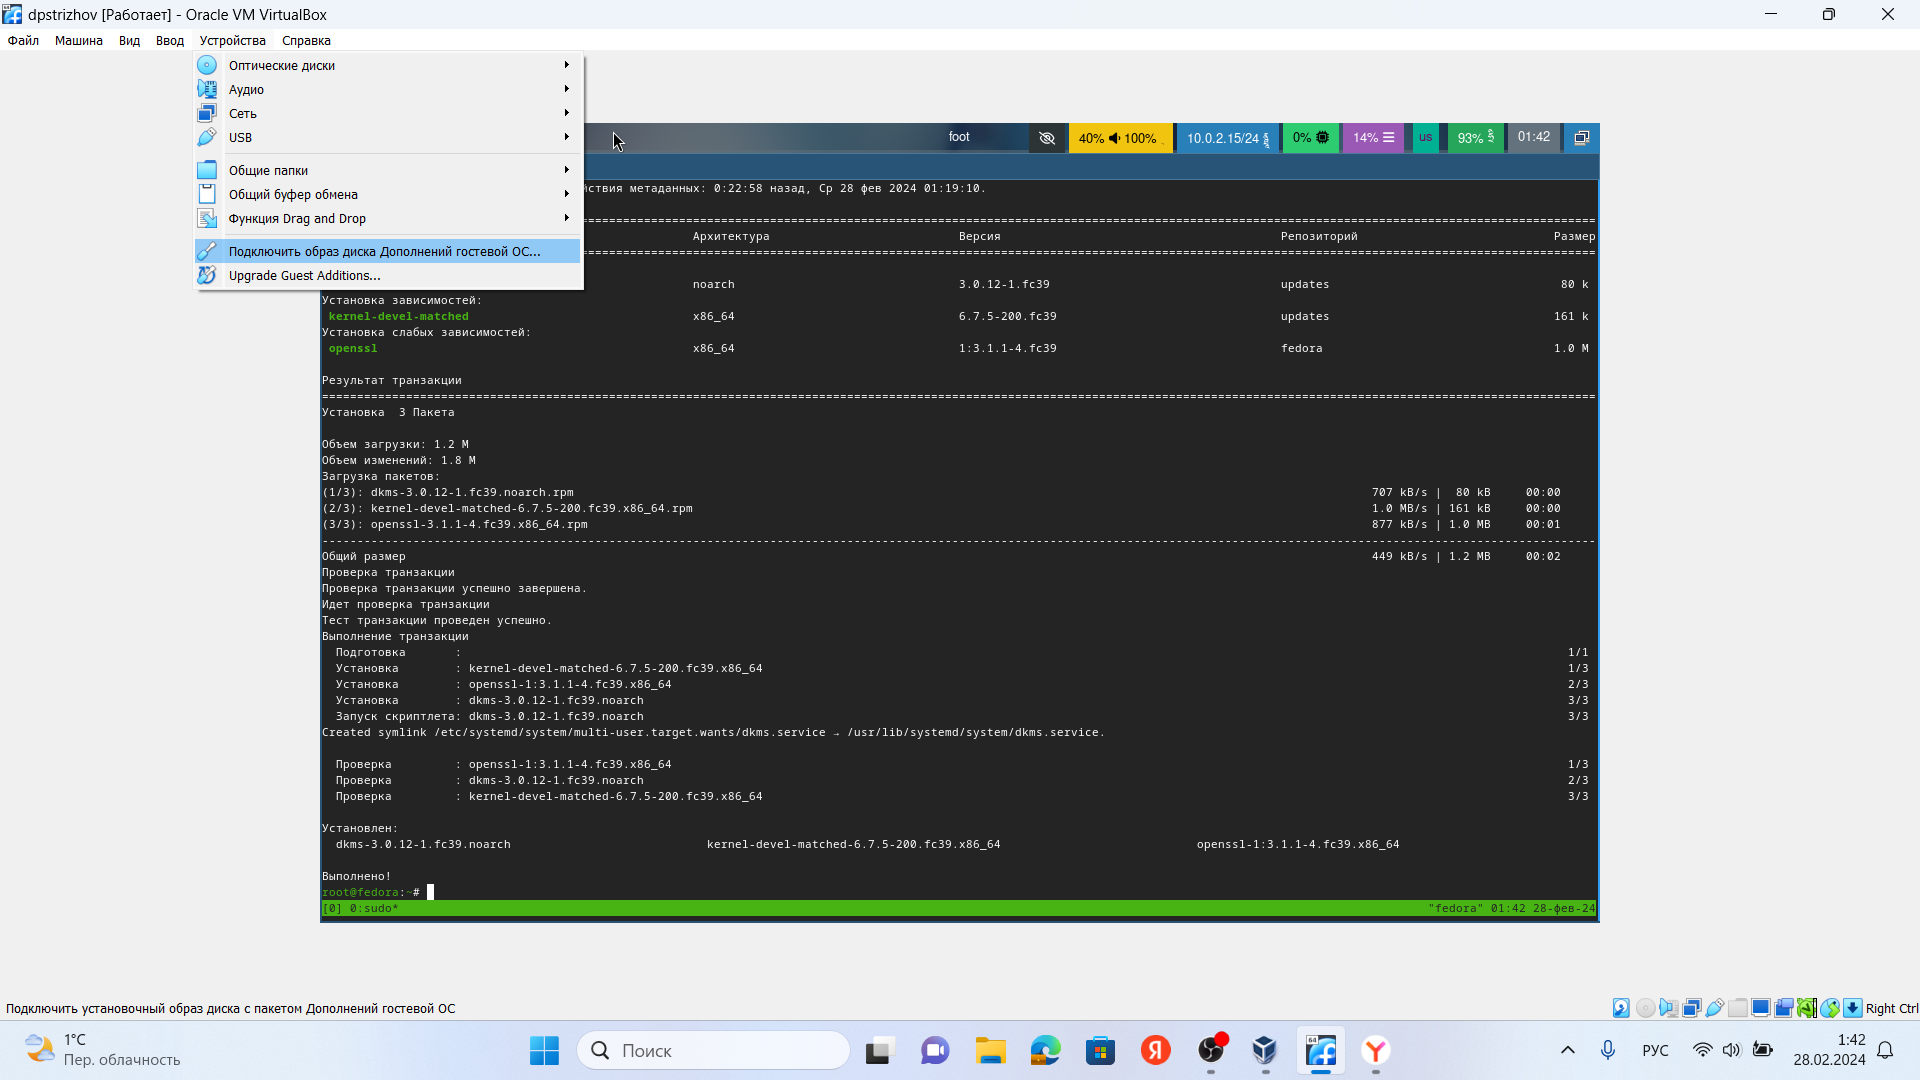 dpstrizhov [Работает] - Oracle VM VirtualBox
Файл Машина Вид Ввод Устройства Справка
Оптические диски
Аудио
Сеть
USB
Общие папки
Общий буфер обмена
Функция Drag and Drop
Подключить образ диска Дополнений гостевой ОС...
Upgrade Guest Additions...
foot 40% 100% 10.0.2.15/24 0% 14% us 93% 01:42
йствия метаданных: 0:22:58 назад, Ср 28 фев 2024 01:19:10.
================================
Архитектура Версия Репозиторий Размер
================================
noarch 3.0.12-1.fc39 updates 80 k
Установка зависимостей:
kernel-devel-matched x86_64 6.7.5-200.fc39 updates 161 k
Установка слабых зависимостей:
openssl x86_64 1:3.1.1-4.fc39 fedora 1.0 M
Результат транзакции
================================
Установка 3 Пакета
Объем загрузки: 1.2 M
Объем изменений: 1.8 M
Загрузка пакетов:
(1/3): dkms-3.0.12-1.fc39.noarch.rpm 707 kB/s | 80 kB 00:00
(2/3): kernel-devel-matched-6.7.5-200.fc39.x86_64.rpm 1.0 MB/s | 161 kB 00:00
(3/3): openssl-3.1.1-4.fc39.x86_64.rpm 877 kB/s | 1.0 MB 00:01
--------------------------------
Общий размер 449 kB/s | 1.2 MB 00:02
Проверка транзакции
Проверка транзакции успешно завершена.
Идет проверка транзакции
Тест транзакции проведен успешно.
Выполнение транзакции
Подготовка : 1/1
Установка : kernel-devel-matched-6.7.5-200.fc39.x86_64 1/3
Установка : openssl-1:3.1.1-4.fc39.x86_64 2/3
Установка : dkms-3.0.12-1.fc39.noarch 3/3
Запуск скриптлета: dkms-3.0.12-1.fc39.noarch 3/3
Created symlink /etc/systemd/system/multi-user.target.wants/dkms.service → /usr/lib/systemd/system/dkms.service.
Проверка : openssl-1:3.1.1-4.fc39.x86_64 1/3
Проверка : dkms-3.0.12-1.fc39.noarch 2/3
Проверка : kernel-devel-matched-6.7.5-200.fc39.x86_64 3/3
Установлен:
dkms-3.0.12-1.fc39.noarch kernel-devel-matched-6.7.5-200.fc39.x86_64 openssl-1:3.1.1-4.fc39.x86_64
Выполнено!
root@fedora:~#
[0] 0:sudo* "fedora" 01:42 28-фев-24
Подключить установочный образ диска с пакетом Дополнений гостевой ОС Right Ctrl
1°C
Пер. облачность
Поиск
РУС
1:42
28.02.2024